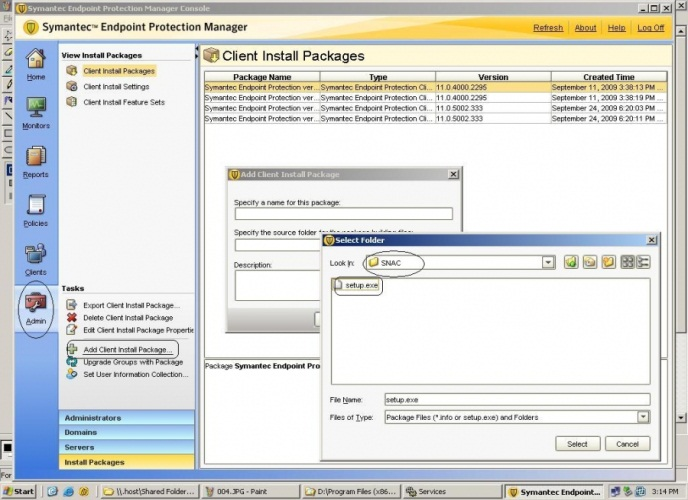 Symantec Endpoint Protection Manager Console
Symantec™ Endpoint Protection Manager
Refresh About Help Log Off
Home
Monitors
Reports
Policies
Clients
Admin
View Install Packages
Client Install Packages
Client Install Settings
Client Install Feature Sets
Tasks
Export Client Install Package...
Delete Client Install Package
Edit Client Install Package Propertie
Add Client Install Package...
Upgrade Groups with Package
Set User Information Collection...
Administrators
Domains
Servers
Install Packages
Client Install Packages
Package Name Type Version Created Time
Symantec Endpoint Protection ver... Symantec Endpoint Protection Cli... 11.0.4000.2295 September 11, 2009 3:38:13 PM ...
Symantec Endpoint Protection ver... Symantec Endpoint Protection Cli... 11.0.4000.2295 September 11, 2009 3:38:19 PM ...
Symantec Endpoint Protection ver... Symantec Endpoint Protection Cli... 11.0.5002.333 September 24, 2009 6:20:03 PM ...
Symantec Endpoint Protection ver... Symantec Endpoint Protection Cli... 11.0.5002.333 September 24, 2009 6:20:11 PM ...
Add Client Install Package
Specify a name for this package:
Specify the source folder
Description:
Package Symantec Endpoint Pro
Select Folder
Look In: SNAC
setup.exe
File Name: setup.exe
Files of Type: Package Files (*.info or setup.exe) and Folders
Select Cancel
For
Start \\.host\Shared Folder... 004.JPG - Paint D:\Program Files (x86... Services Symantec Endpoint... 3:14 PM